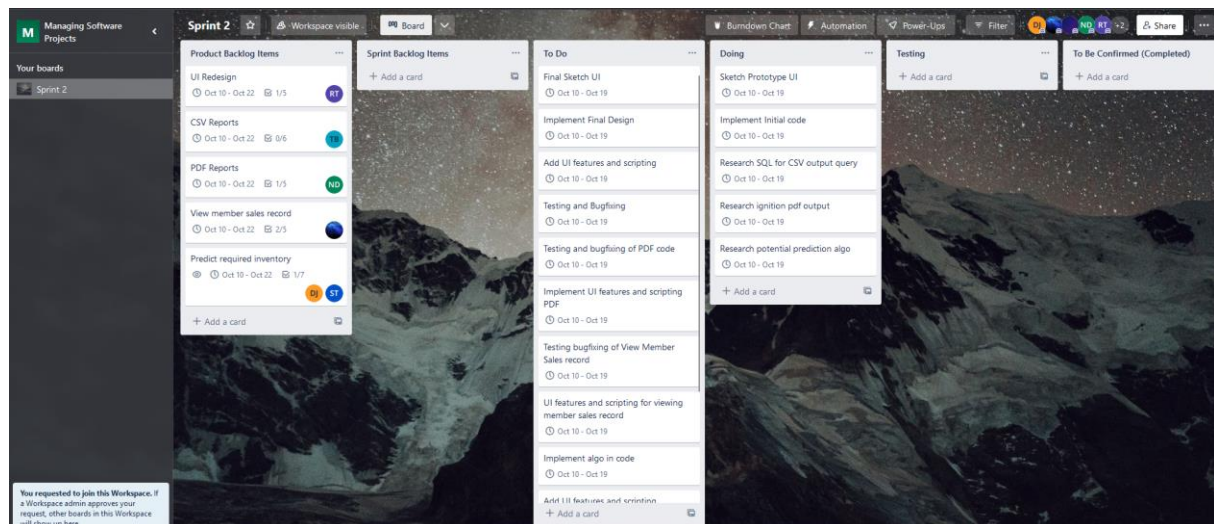 M
Managing Software
Projects
Your boards
Sprint 2
You requested to join this Workspace. If
a Workspace admin approves your
request, other boards in this Workspace
will show up here.
Sprint 2
Workspace visible
Board
Burndown Chart
Automation
Power-Ups
Filter
DJ
ND
RT
+2
Share
Product Backlog Items
UI Redesign
Oct 10 - Oct 22 1/5
RT
CSV Reports
Oct 10 - Oct 22 0/6
TB
PDF Reports
Oct 10 - Oct 22 1/5
ND
View member sales record
Oct 10 - Oct 22 2/5
Predict required inventory
Oct 10 - Oct 22 1/7
DJ ST
+ Add a card
Sprint Backlog Items
+ Add a card
To Do
Final Sketch UI
Oct 10 - Oct 19
Implement Final Design
Oct 10 - Oct 19
Add UI features and scripting
Oct 10 - Oct 19
Testing and Bugfixing
Oct 10 - Oct 19
Testing and bugfixing of PDF code
Oct 10 - Oct 19
Implement UI features and scripting
PDF
Oct 10 - Oct 19
Testing bugfixing of View Member
Sales record
Oct 10 - Oct 19
UI features and scripting for viewing
member sales record
Oct 10 - Oct 19
Implement algo in code
Oct 10 - Oct 19
Add UI features and scripting
+ Add a card
Doing
Sketch Prototype UI
Oct 10 - Oct 19
Implement Initial code
Oct 10 - Oct 19
Research SQL for CSV output query
Oct 10 - Oct 19
Research ignition pdf output
Oct 10 - Oct 19
Research potential prediction algo
Oct 10 - Oct 19
+ Add a card
Testing
+ Add a card
To Be Confirmed (Completed)
+ Add a card